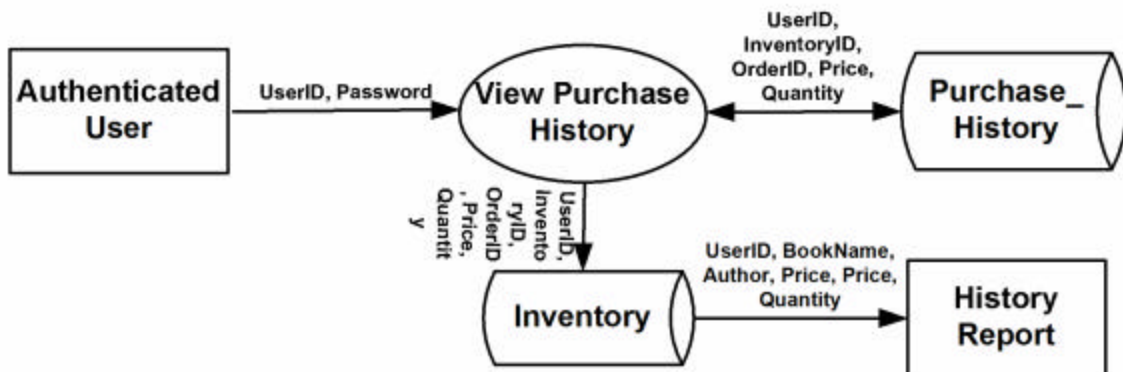 Authenticated
User
UserID, Password
View Purchase
History
UserID,
InventoryID,
OrderID, Price,
Quantity
Purchase_
History
UserID,
Invento
ryID,
OrderID
, Price,
Quantit
y
Inventory
UserID, BookName,
Author, Price, Price,
Quantity
History
Report